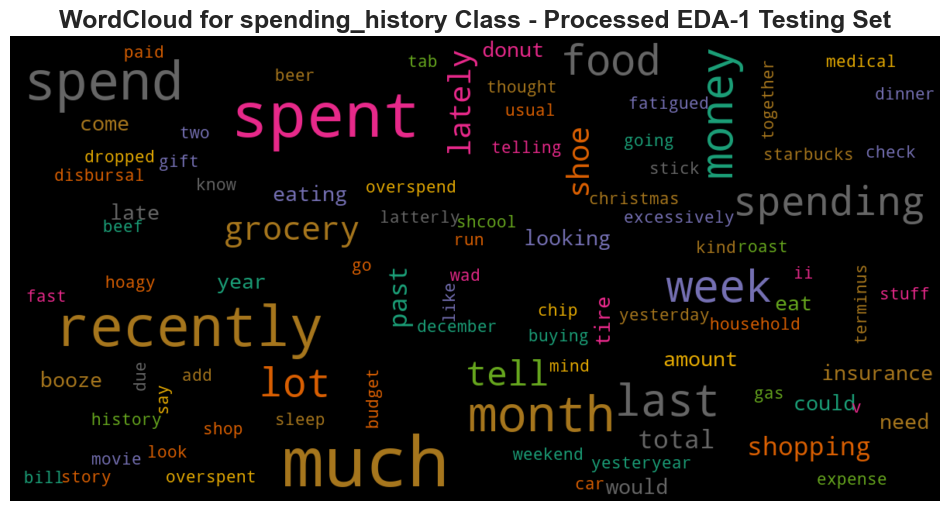 WordCloud for spending_history Class - Processed EDA-1 Testing Set
paid
spend
beer
spent
tab
lately
donut
food
thought
usual
telling
money
together
medical
dinner
fatigued
going
stick
starbucks
check
shoe
come
two
dropped
gift
disbursal
know
eating
overspend
christmas
excessively
spending
late
beef
grocery
latterly
shcool
run
looking
kind
roast
go
hoagy
year
fast
past
like
wad
week
ii
eat
terminus
stuff
chip
tire
yesterday
household
december
buying
recently
booze
due
say
add
lot
budget
tell
mind
amount
insurance
gas
could
v
need
history
shop
sleep
month
last
total
shopping
movie
look
much
weekend
yesteryear
bill
story
overspent
car
would
expense